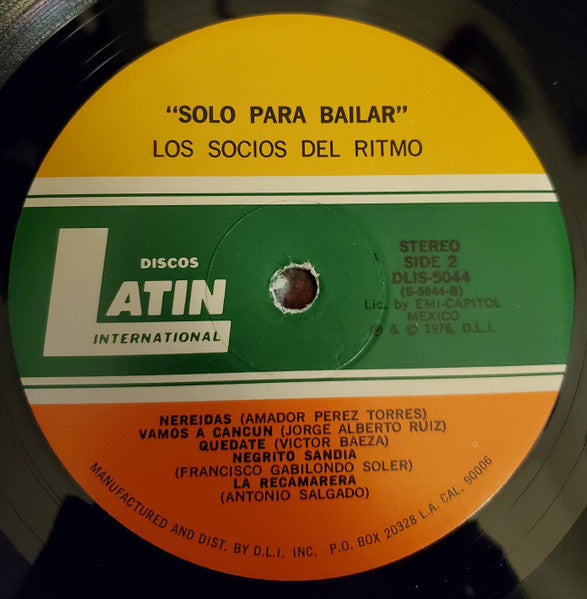 "SOLO PARA BAILAR"
LOS SOCIOS DEL RITMO
DISCOS
LATIN
INTERNATIONAL
STEREO
SIDE 2
DLIS-5044
(S-5044-B)
Lic. by EMI-CAPITOL
MEXICO
℗ & © 1976, D.L.I.
NEREIDAS (AMADOR PEREZ TORRES)
VAMOS A CANCUN (JORGE ALBERTO RUIZ)
QUEDATE (VICTOR BAEZA)
NEGRITO SANDIA
(FRANCISCO GABILONDO SOLER)
LA RECAMARERA
(ANTONIO SALGADO)
MANUFACTURED AND DIST. BY D.L.I. INC. P.O. BOX 20328 L.A. CAL. 90006